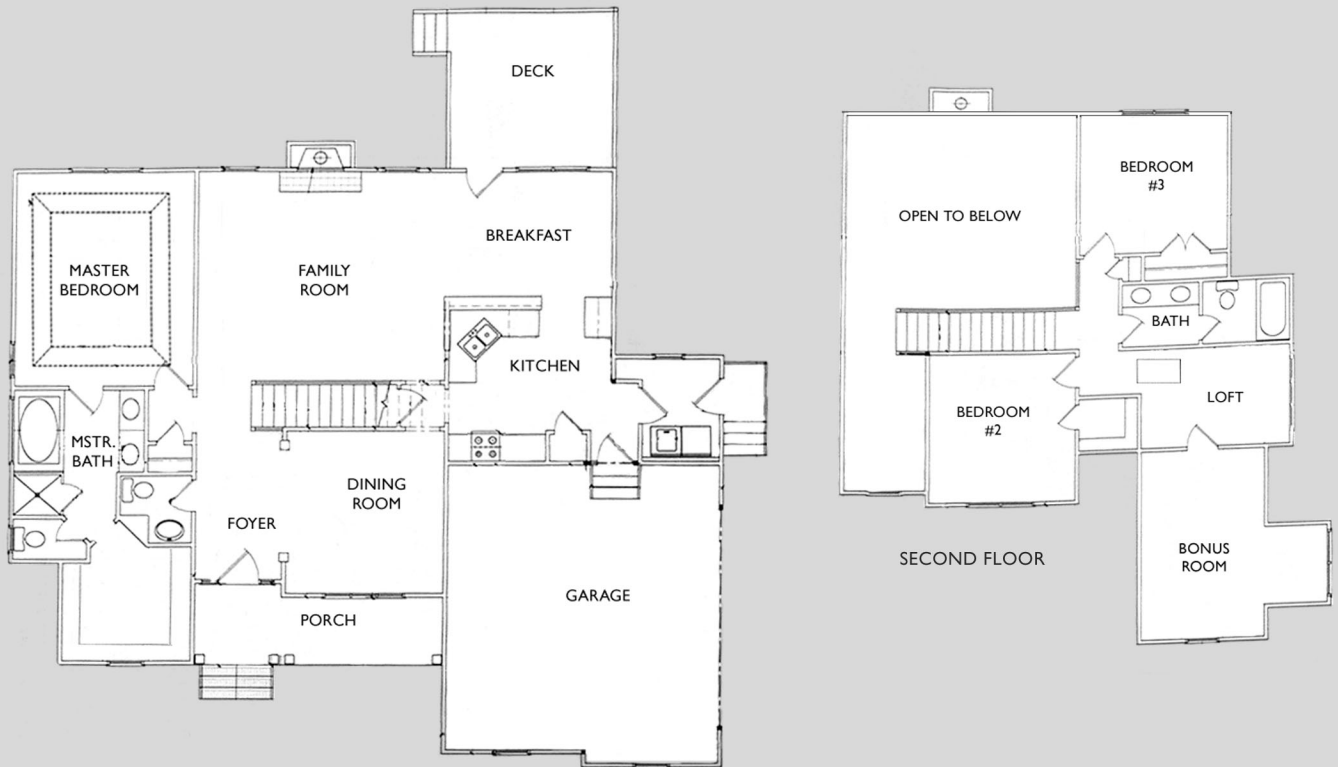 DECK
BREAKFAST
FAMILY
ROOM
MASTER
BEDROOM
KITCHEN
MSTR.
BATH
DINING
ROOM
FOYER
PORCH
GARAGE
BEDROOM
#3
OPEN TO BELOW
BATH
LOFT
BEDROOM
#2
BONUS
ROOM
SECOND FLOOR